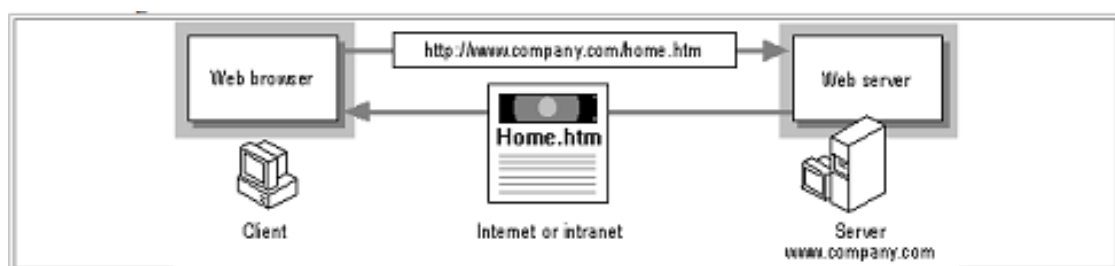 http://www.company.com/home.htm
Web browser
Web server
Home.htm
Client
Internet or intranet
Server
www.company.com